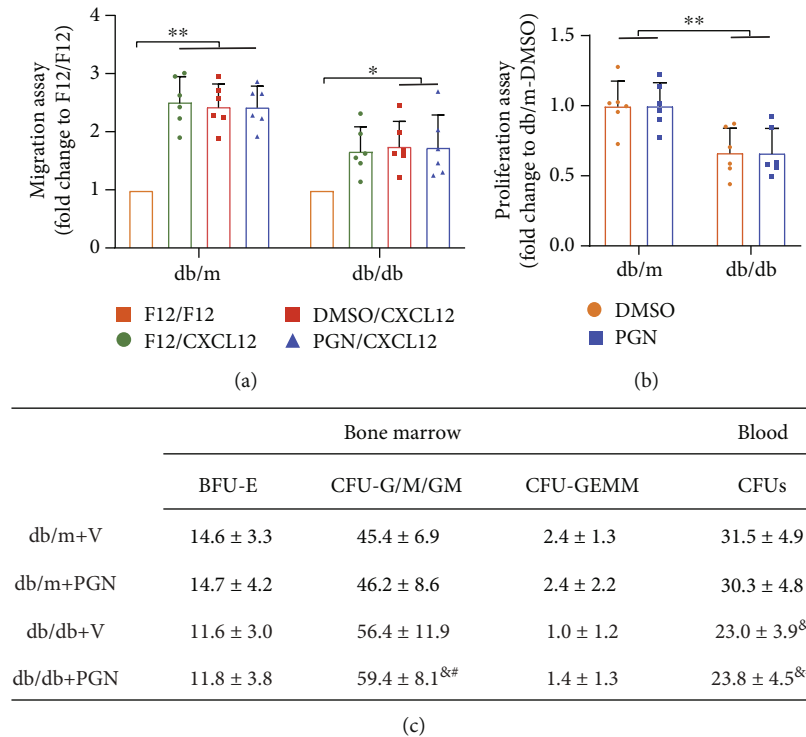 4
3
2
1
0
Migration assay
(fold change to F12/F12)
**
*
db/m
db/db
F12/F12
DMSO/CXCL12
F12/CXCL12
PGN/CXCL12
(a)
1.5
1.0
0.5
0.0
Proliferation assay
(fold change to db/m-DMSO)
**
db/m
db/db
DMSO
PGN
(b)
Bone marrow Blood
BFU-E CFU-G/M/GM CFU-GEMM CFUs
db/m+V 14.6 ± 3.3 45.4 ± 6.9 2.4 ± 1.3 31.5 ± 4.9
db/m+PGN 14.7 ± 4.2 46.2 ± 8.6 2.4 ± 2.2 30.3 ± 4.8
db/db+V 11.6 ± 3.0 56.4 ± 11.9 1.0 ± 1.2 23.0 ± 3.9&
db/db+PGN 11.8 ± 3.8 59.4 ± 8.1&# 1.4 ± 1.3 23.8 ± 4.5&
(c)